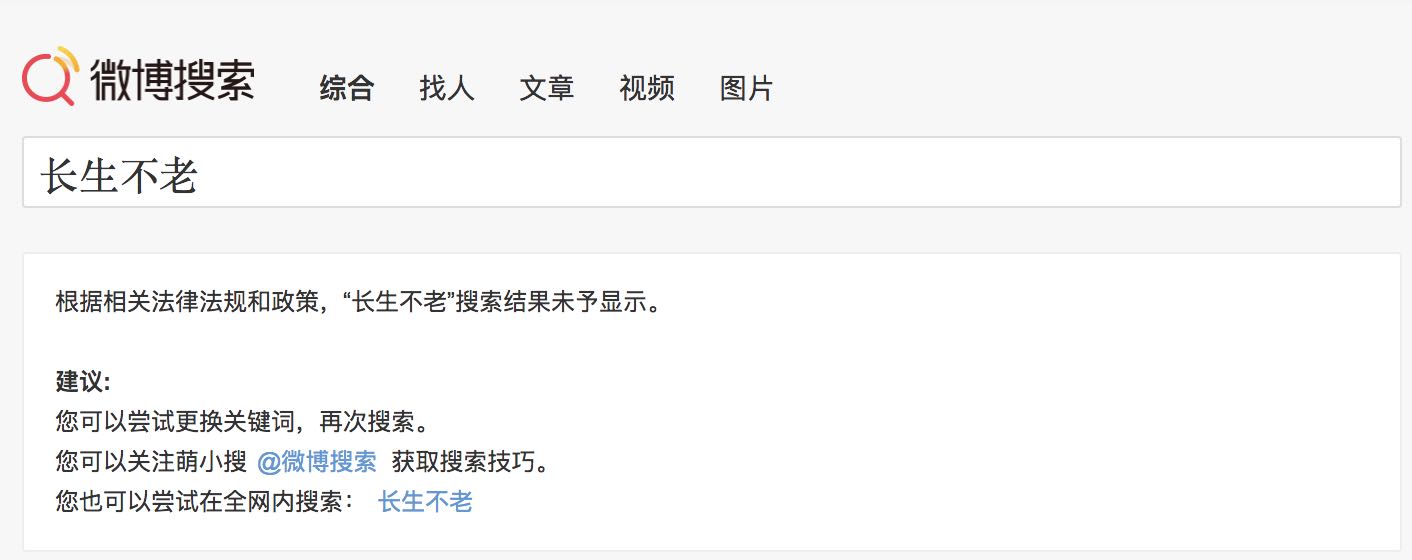 微博搜索 综合 找人 文章 视频 图片
长生不老
根据相关法律法规和政策，“长生不老”搜索结果未予显示。
建议:
您可以尝试更换关键词，再次搜索。
您可以关注萌小搜 @微博搜索 获取搜索技巧。
您也可以尝试在全网内搜索： 长生不老